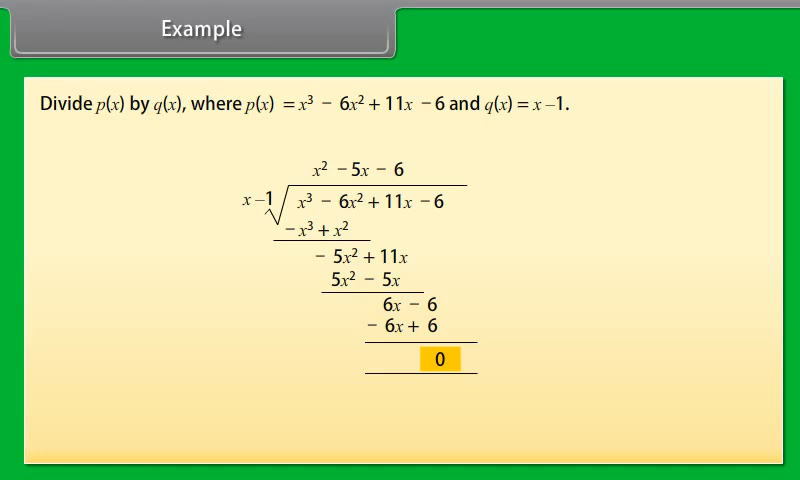 Example
Divide p(x) by q(x), where p(x) = x³ − 6x² + 11x − 6 and q(x) = x −1.
x² − 5x − 6
x −1 √ x³ − 6x² + 11x − 6
− x³ + x²
− 5x² + 11x
5x² − 5x
6x − 6
− 6x + 6
0